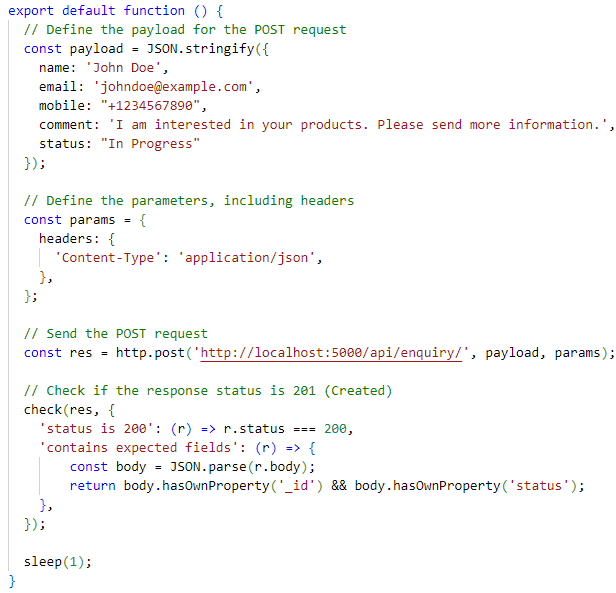 export default function () {
  // Define the payload for the POST request
  const payload = JSON.stringify({
    name: 'John Doe',
    email: 'johndoe@example.com',
    mobile: "+1234567890",
    comment: 'I am interested in your products. Please send more information.',
    status: "In Progress"
  });

  // Define the parameters, including headers
  const params = {
    headers: {
      'Content-Type': 'application/json',
    },
  };

  // Send the POST request
  const res = http.post('http://localhost:5000/api/enquiry/', payload, params);

  // Check if the response status is 201 (Created)
  check(res, {
    'status is 200': (r) => r.status === 200,
    'contains expected fields': (r) => {
        const body = JSON.parse(r.body);
        return body.hasOwnProperty('_id') && body.hasOwnProperty('status');
    },
  });

  sleep(1);
}